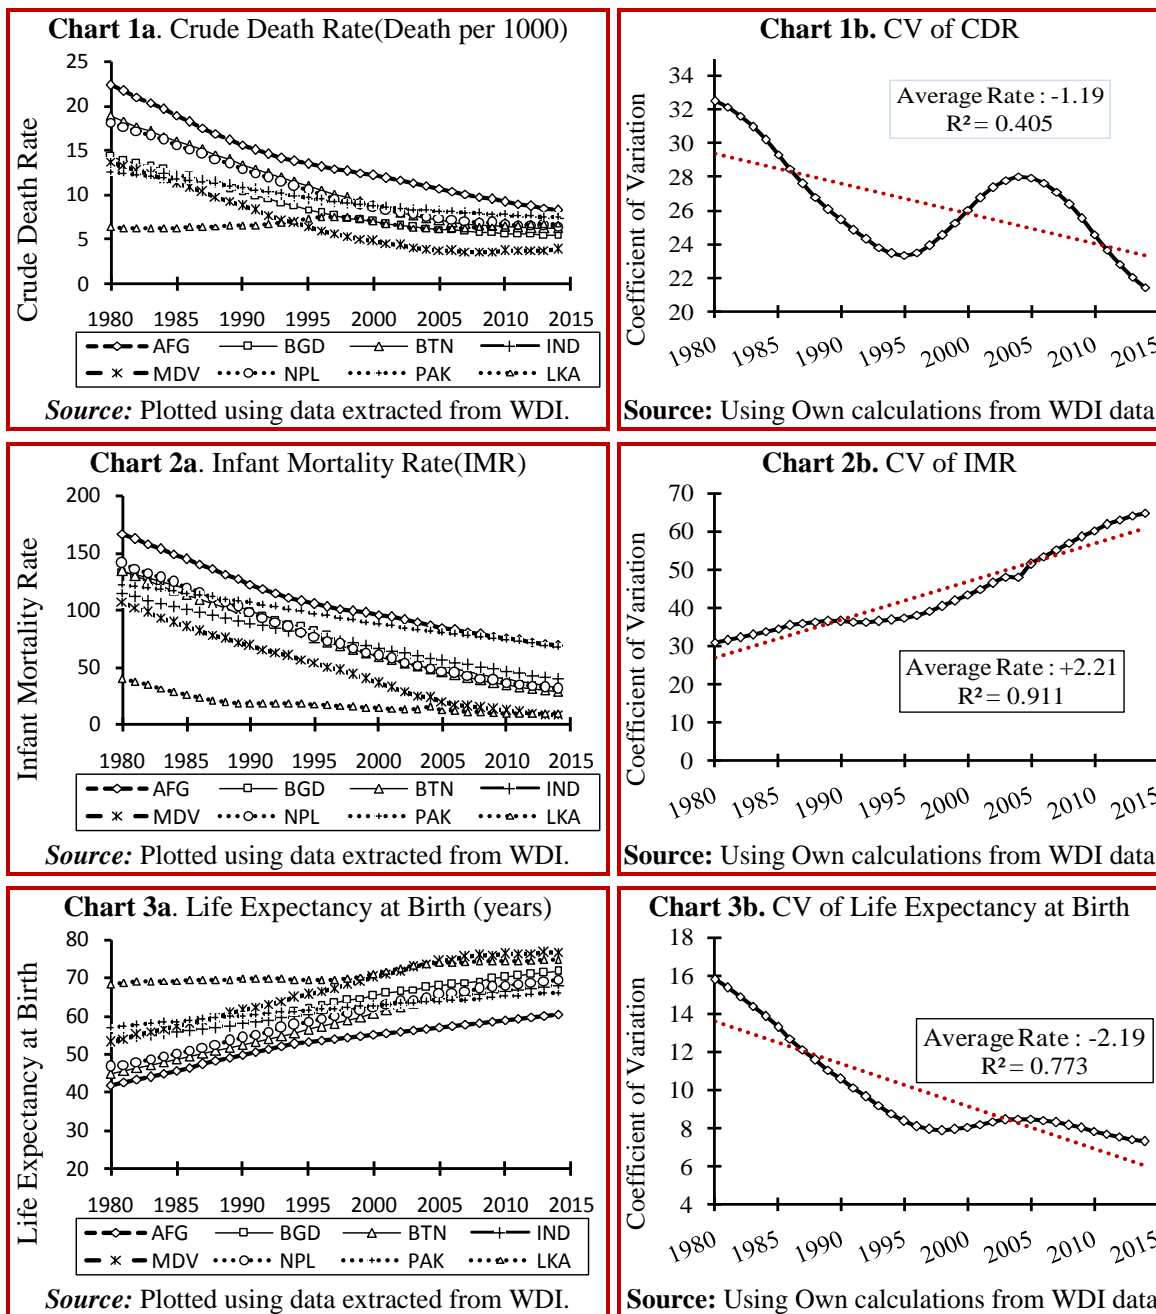 Chart 1a. Crude Death Rate(Death per 1000)
Crude Death Rate
25
20
15
10
5
0
1980 1985 1990 1995 2000 2005 2010 2015
AFG BGD BTN IND
MDV NPL PAK LKA
Source: Plotted using data extracted from WDI.
Chart 1b. CV of CDR
Coefficient of Variation
34
32
30
28
26
24
22
20
Average Rate : -1.19
R² = 0.405
1980 1985 1990 1995 2000 2005 2010 2015
Source: Using Own calculations from WDI data
Chart 2a. Infant Mortality Rate(IMR)
Infant Mortality Rate
200
150
100
50
0
1980 1985 1990 1995 2000 2005 2010 2015
AFG BGD BTN IND
MDV NPL PAK LKA
Source: Plotted using data extracted from WDI.
Chart 2b. CV of IMR
Coefficient of Variation
70
60
50
40
30
20
10
0
Average Rate : +2.21
R² = 0.911
1980 1985 1990 1995 2000 2005 2010 2015
Source: Using Own calculations from WDI data
Chart 3a. Life Expectancy at Birth (years)
Life Expectancy at Birth
80
70
60
50
40
30
20
1980 1985 1990 1995 2000 2005 2010 2015
AFG BGD BTN IND
MDV NPL PAK LKA
Source: Plotted using data extracted from WDI.
Chart 3b. CV of Life Expectancy at Birth
Coefficient of Variation
18
16
14
12
10
8
6
4
Average Rate : -2.19
R² = 0.773
1980 1985 1990 1995 2000 2005 2010 2015
Source: Using Own calculations from WDI data